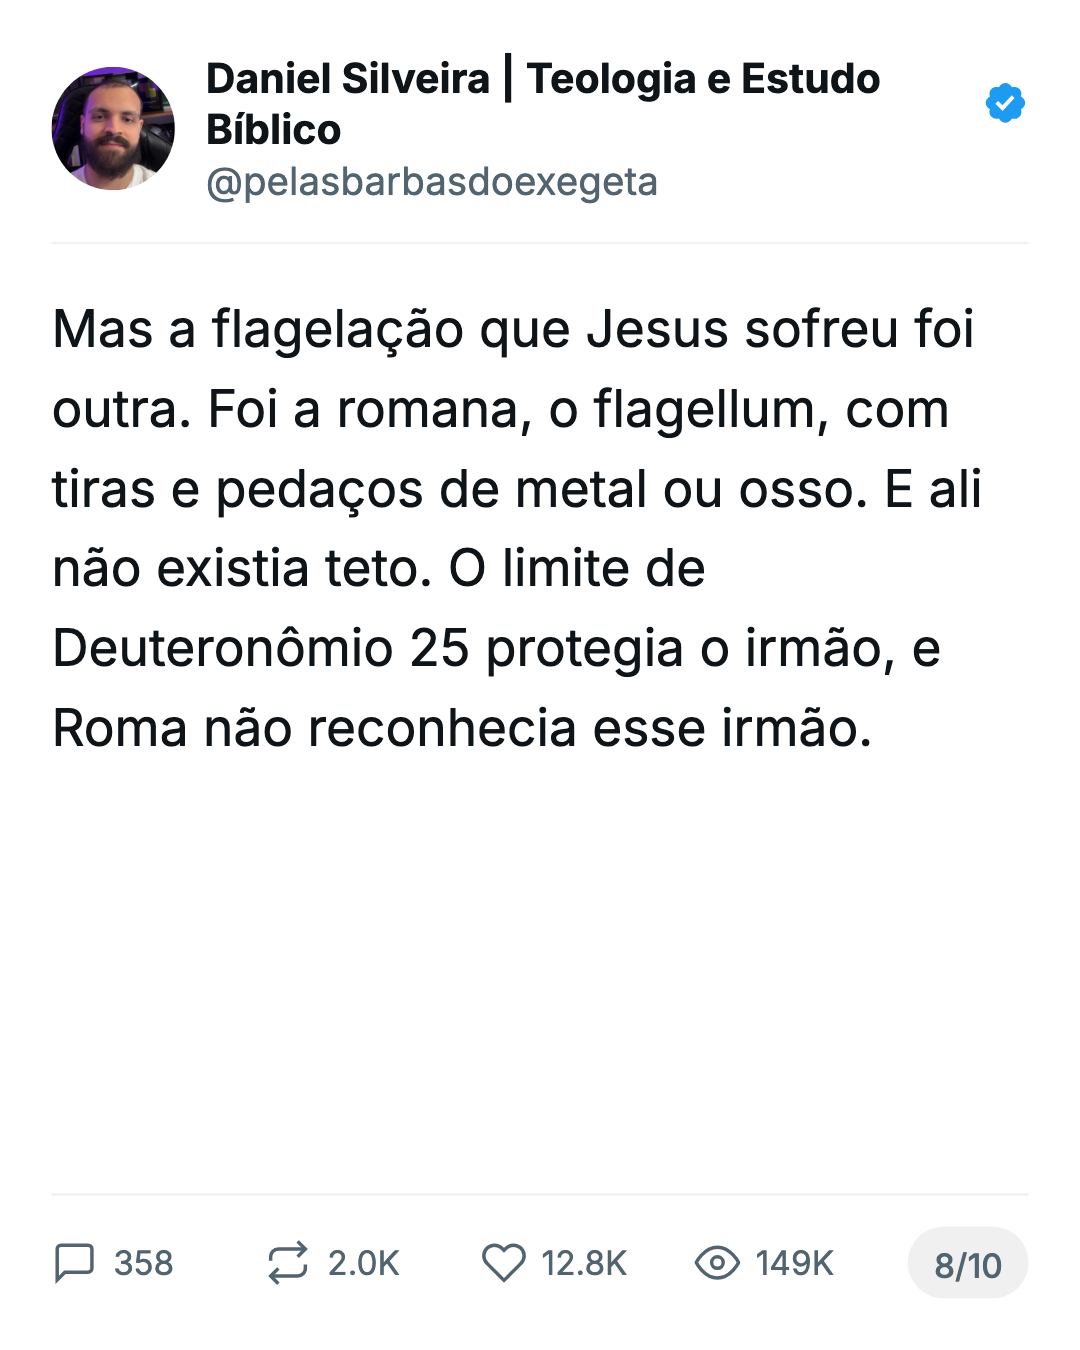 Daniel Silveira | Teologia e Estudo
Bíblico
@pelasbarbasdoexegeta
Mas a flagelação que Jesus sofreu foi
outra. Foi a romana, o flagellum, com
tiras e pedaços de metal ou osso. E ali
não existia teto. O limite de
Deuteronômio 25 protegia o irmão, e
Roma não reconhecia esse irmão.
358 2.0K 12.8K 149K 8/10